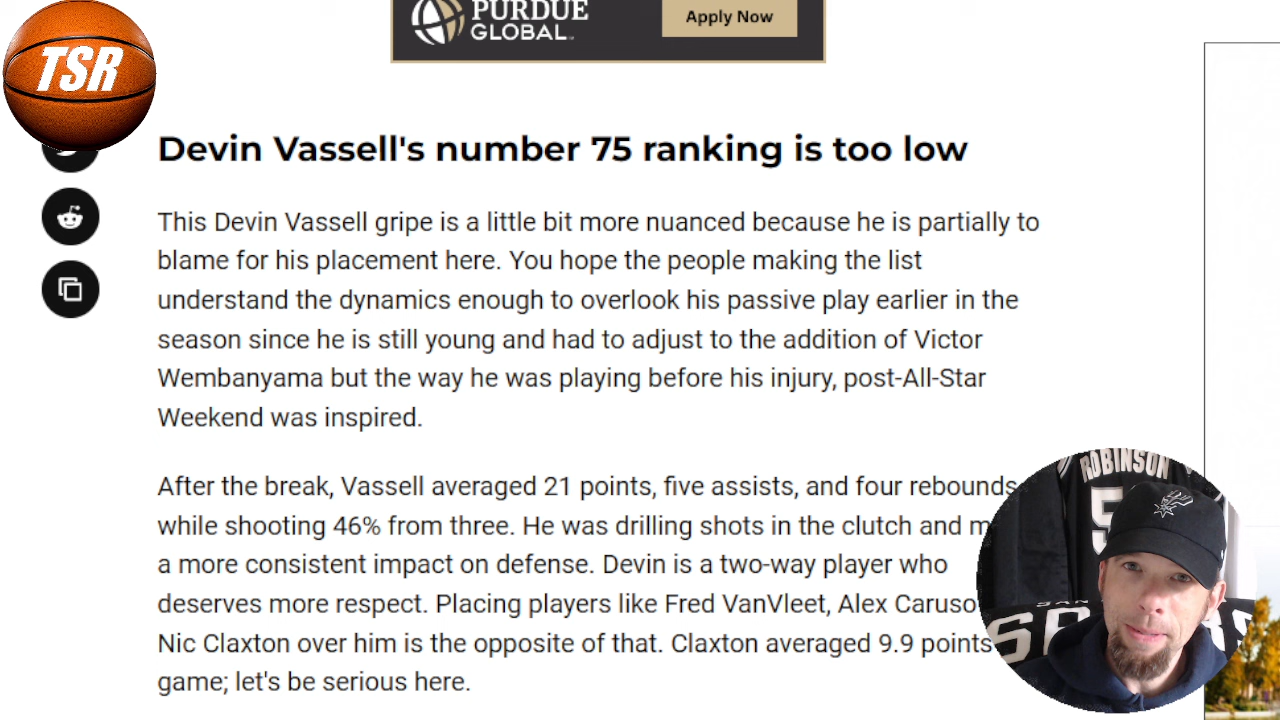 PURDUE
GLOBAL
Apply Now
TSR
Devin Vassell's number 75 ranking is too low
This Devin Vassell gripe is a little bit more nuanced because he is partially to
blame for his placement here. You hope the people making the list
understand the dynamics enough to overlook his passive play earlier in the
season since he is still young and had to adjust to the addition of Victor
Wembanyama but the way he was playing before his injury, post-All-Star
Weekend was inspired.
After the break, Vassell averaged 21 points, five assists, and four rebounds
while shooting 46% from three. He was drilling shots in the clutch and m
a more consistent impact on defense. Devin is a two-way player who
deserves more respect. Placing players like Fred VanVleet, Alex Caruso
Nic Claxton over him is the opposite of that. Claxton averaged 9.9 points
game; let's be serious here.
ROBINSON
5